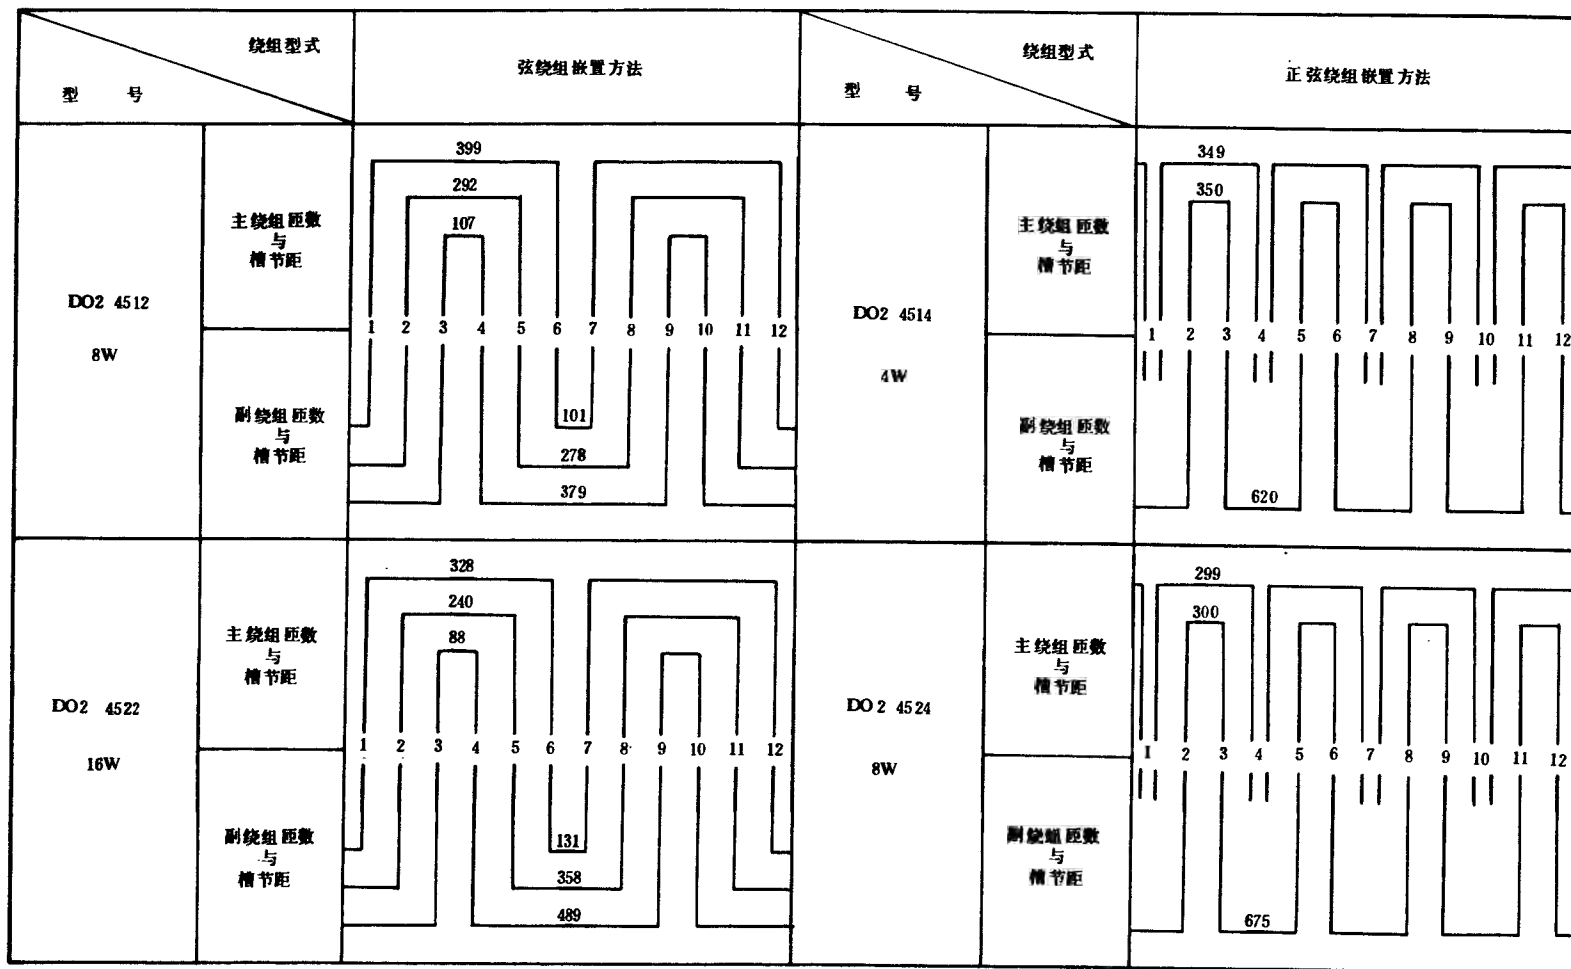 绕组型式
型 号
弦绕组嵌置方法
绕组型式
型 号
正弦绕组嵌置方法
DO2 4512
8W
主绕组匝数
与
槽节距
副绕组匝数
与
槽节距
399
292
107
1 2 3 4 5 6 7 8 9 10 11 12
101
278
379
DO2 4514
4W
主绕组匝数
与
槽节距
副绕组匝数
与
槽节距
349
350
1 2 3 4 5 6 7 8 9 10 11 12
620
DO2 4522
16W
主绕组匝数
与
槽节距
副绕组匝数
与
槽节距
328
240
88
1 2 3 4 5 6 7 8 9 10 11 12
131
358
489
DO2 4524
8W
主绕组匝数
与
槽节距
副绕组匝数
与
槽节距
299
300
1 2 3 4 5 6 7 8 9 10 11 12
675